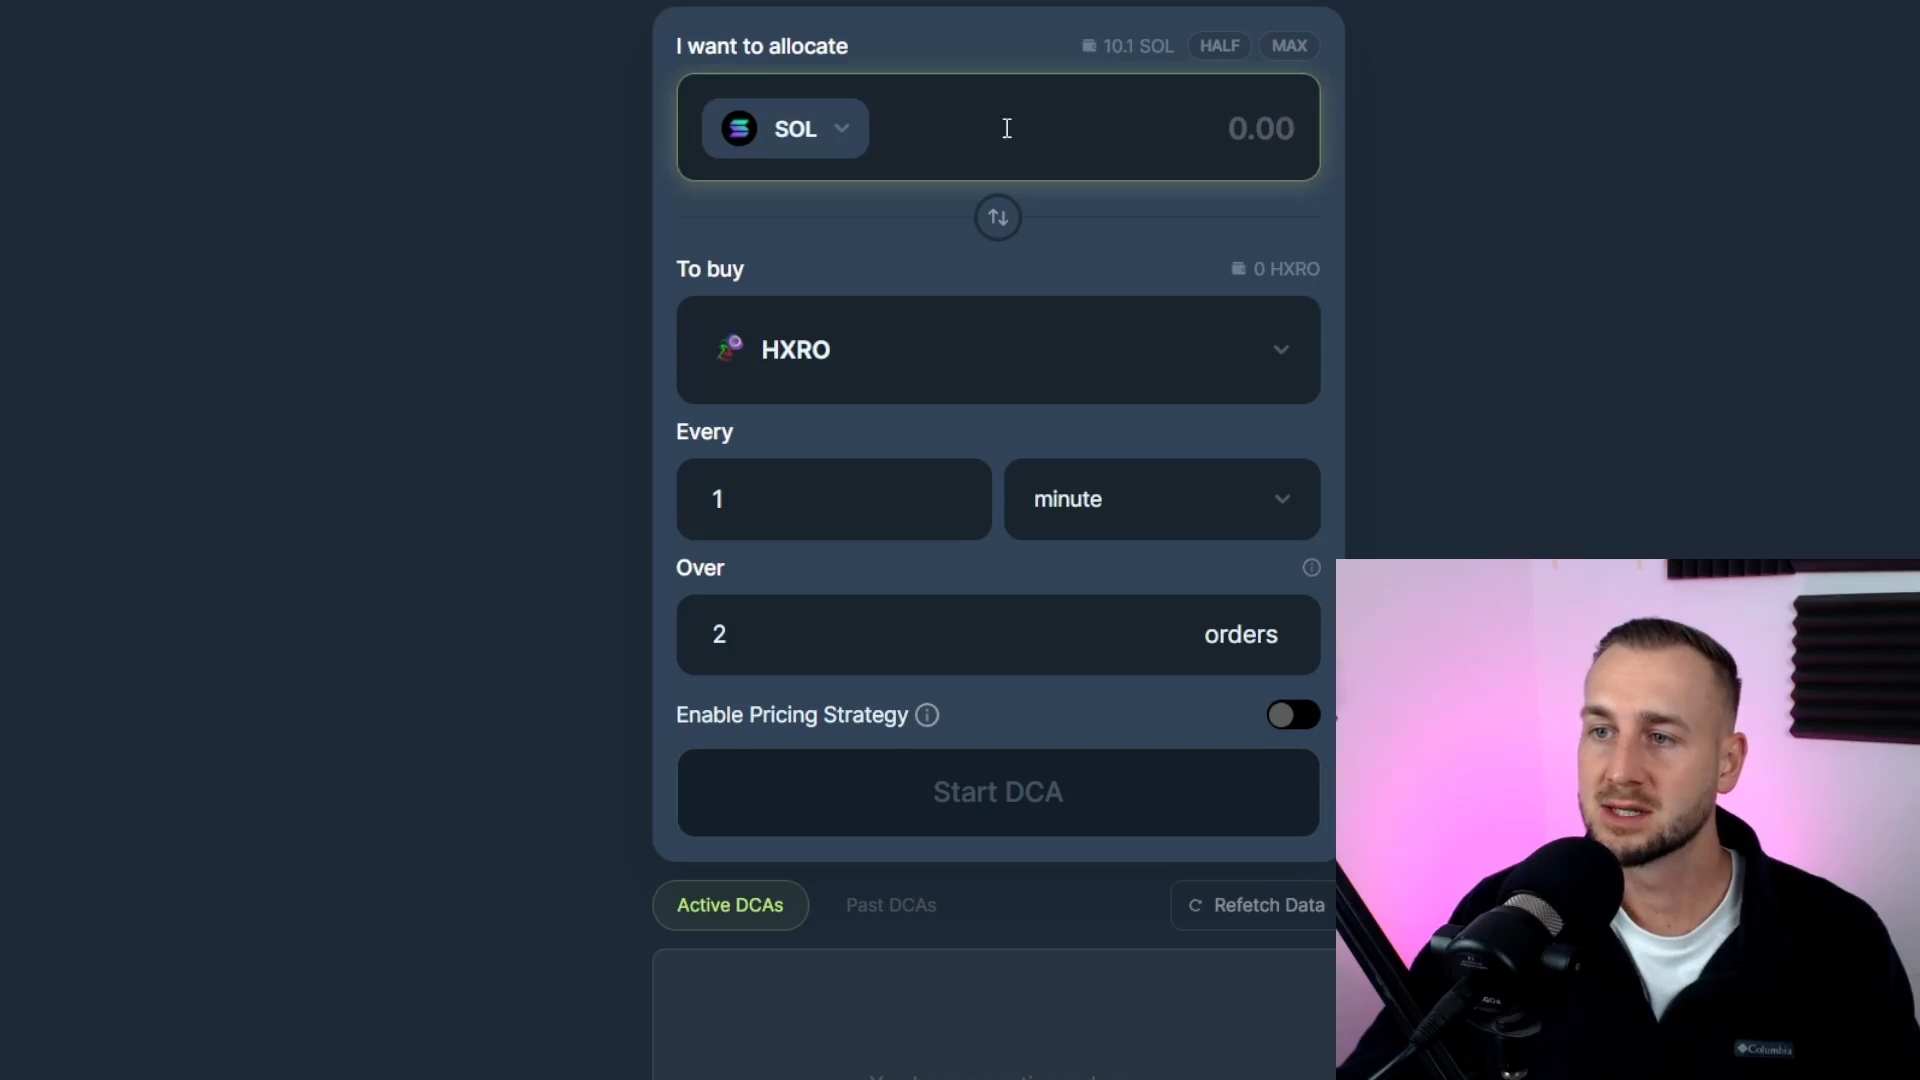 I want to allocate
10.1 SOL
HALF
MAX
SOL
0.00
To buy
0 HXRO
HXRO
Every
1
minute
Over
2
orders
Enable Pricing Strategy
Start DCA
Active DCAs
Past DCAs
Refetch Data
Columbia